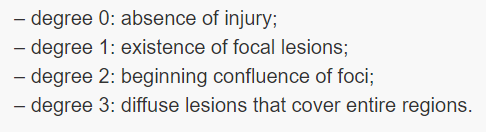 – degree 0: absence of injury;
– degree 1: existence of focal lesions;
– degree 2: beginning confluence of foci;
– degree 3: diffuse lesions that cover entire regions.